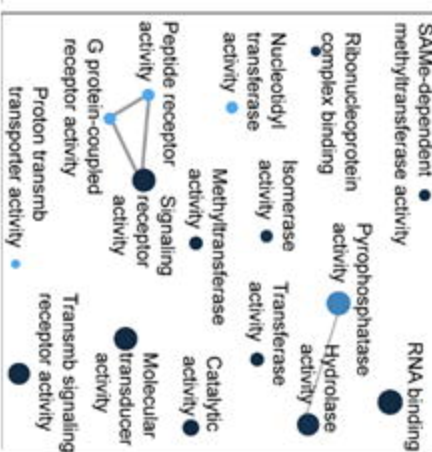 SAMe-dependent
methyltransferase activity
RNA binding
Ribonucleoprotein
complex binding
Pyrophosphatase
activity
Hydrolase
activity
Nucleotidyl
transferase
activity
Isomerase
activity
Transferase
activity
Methyltransferase
activity
Catalytic
activity
Peptide receptor
activity
Signaling
receptor
activity
Molecular
transducer
activity
G protein-coupled
receptor activity
Transmb signaling
receptor activity
Proton transmb
transporter activity